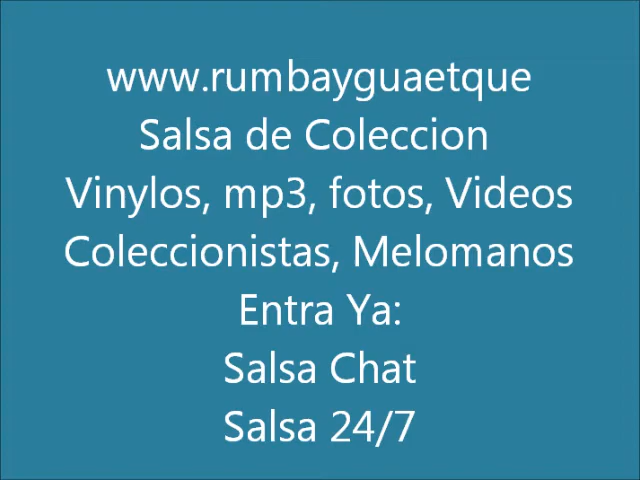 www.rumbayguaetque
Salsa de Coleccion
Vinylos, mp3, fotos, Videos
Coleccionistas, Melomanos
Entra Ya:
Salsa Chat
Salsa 24/7